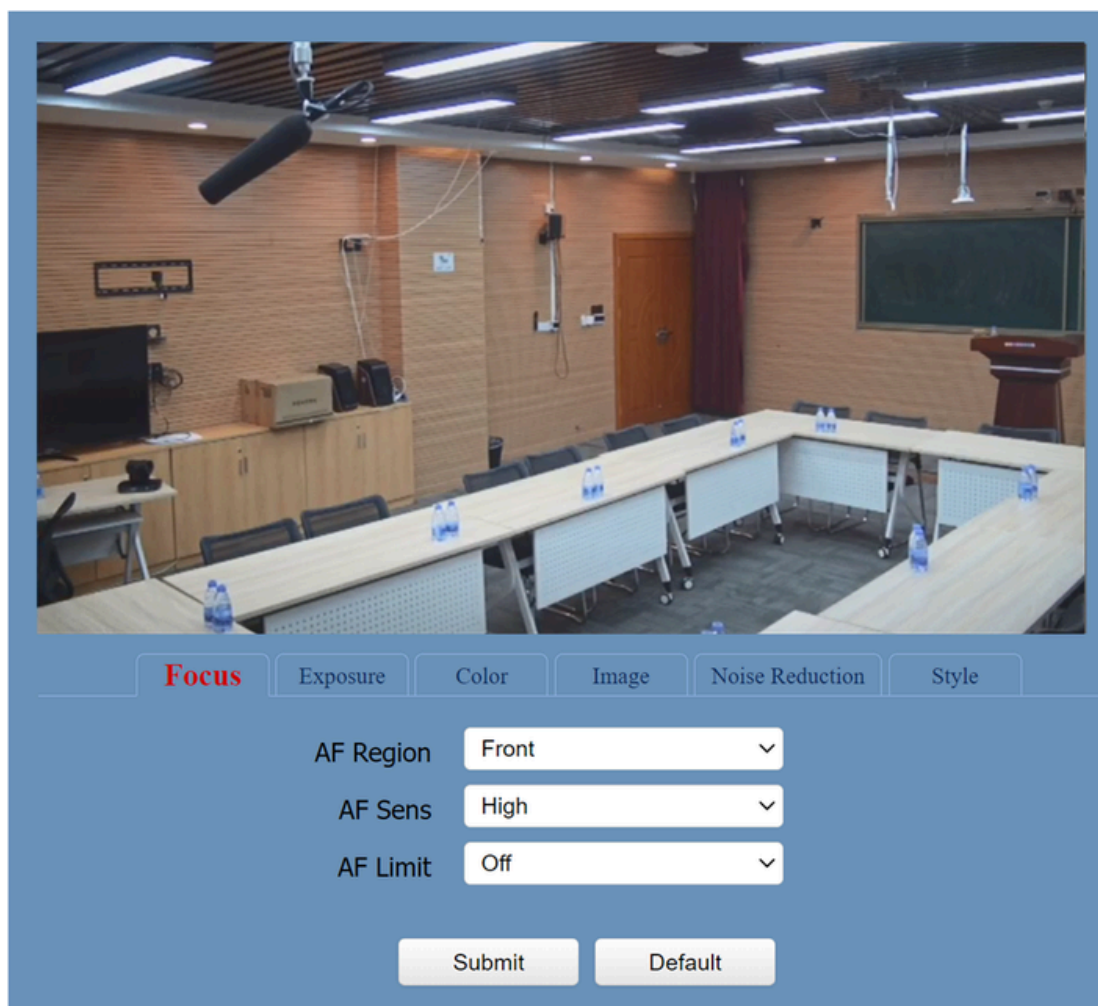 Focus
Exposure
Color
Image
Noise Reduction
Style
AF Region
Front
AF Sens
High
AF Limit
Off
Submit
Default